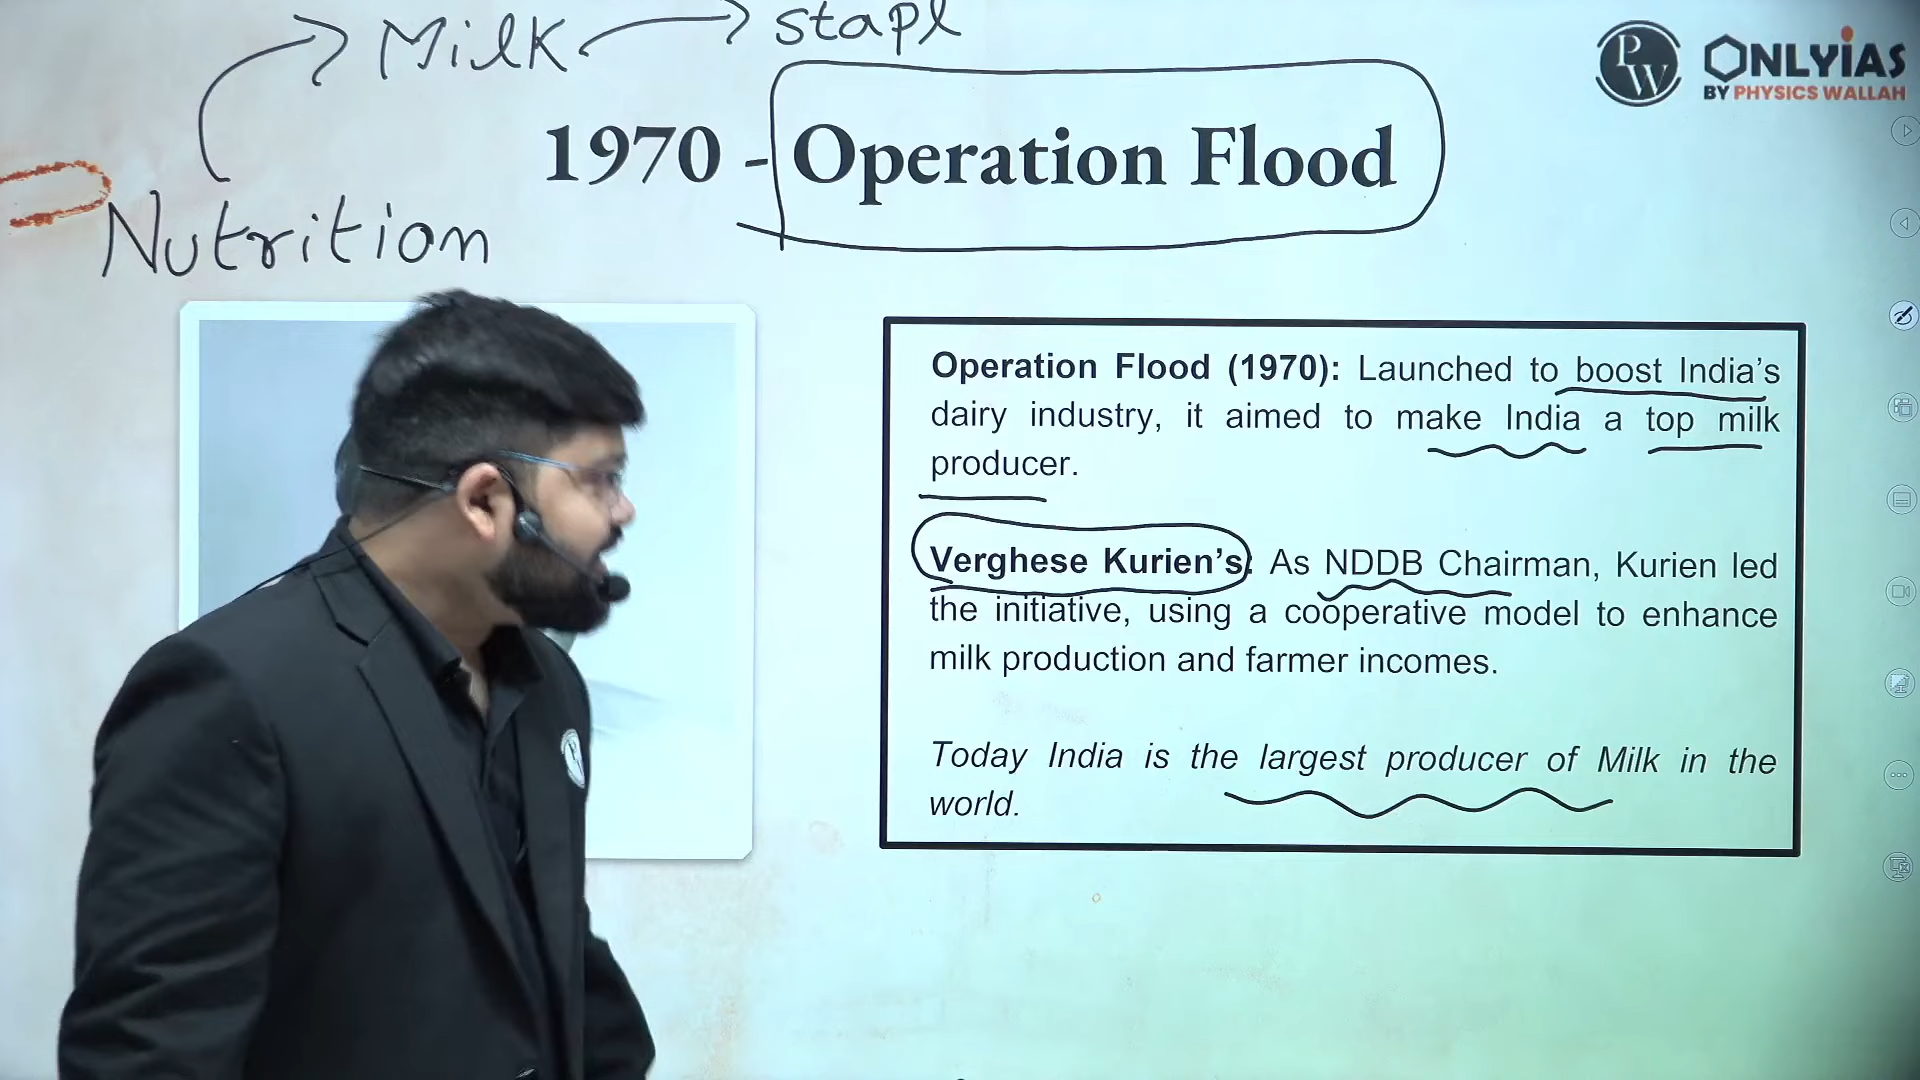 Milk
stapl
PW
ONLYIAS
BY PHYSICS WALLAH
1970 - Operation Flood
Nutrition
Operation Flood (1970): Launched to boost India's
dairy industry, it aimed to make India a top milk
producer.
Verghese Kurien's: As NDDB Chairman, Kurien led
the initiative, using a cooperative model to enhance
milk production and farmer incomes.
Today India is the largest producer of Milk in the
world.